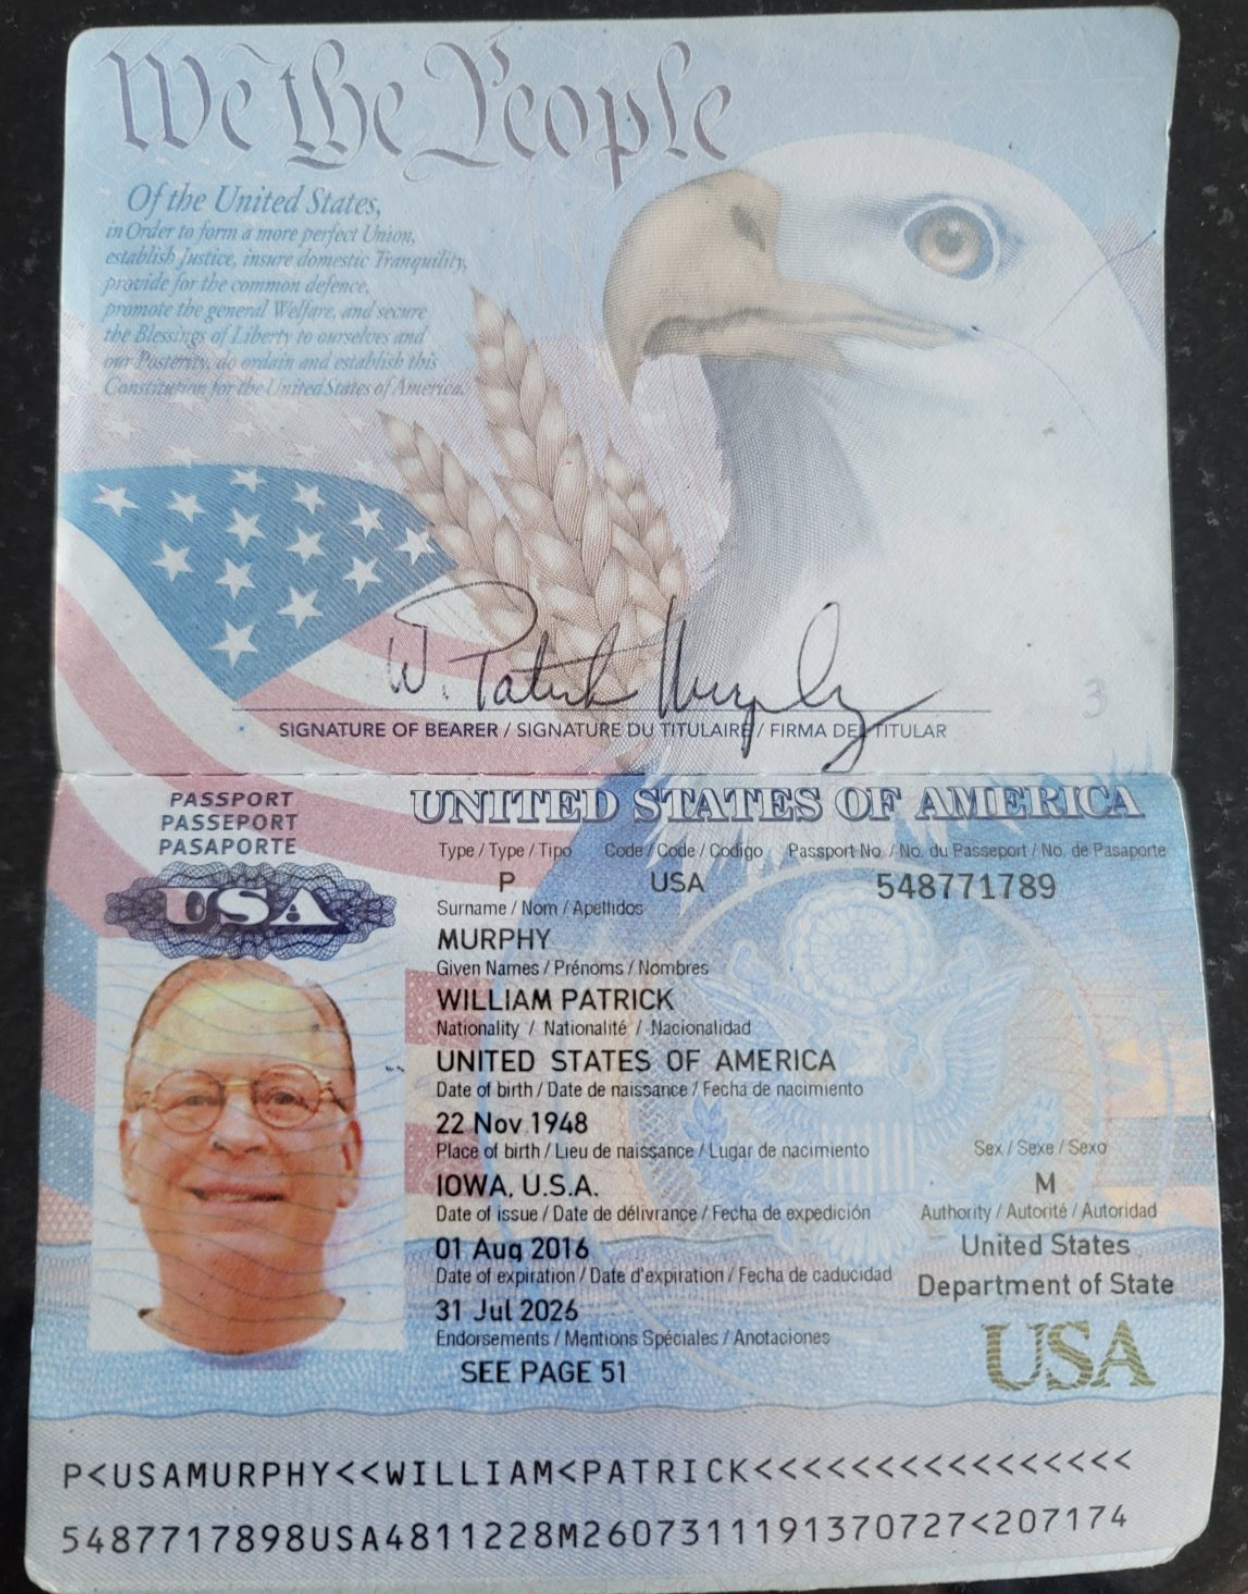 We the People
Of the United States,
in Order to form a more perfect Union,
establish Justice, insure domestic Tranquility,
provide for the common defence,
promote the general Welfare, and secure
the Blessings of Liberty to ourselves and
our Posterity, do ordain and establish this
Constitution for the United States of America.
W. Patrick Murphy
3
SIGNATURE OF BEARER / SIGNATURE DU TITULAIRE / FIRMA DEL TITULAR
PASSPORT
PASSEPORT
PASAPORTE
USA
UNITED STATES OF AMERICA
Type / Type / Tipo Code / Code / Codigo Passport No. / No. du Passeport / No. de Pasaporte
P USA 548771789
Surname / Nom / Apellidos
MURPHY
Given Names / Prénoms / Nombres
WILLIAM PATRICK
Nationality / Nationalité / Nacionalidad
UNITED STATES OF AMERICA
Date of birth / Date de naissance / Fecha de nacimiento
22 Nov 1948
Place of birth / Lieu de naissance / Lugar de nacimiento Sex / Sexe / Sexo
IOWA, U.S.A. M
Date of issue / Date de délivrance / Fecha de expedición Authority / Autorité / Autoridad
01 Aug 2016 United States
Date of expiration / Date d'expiration / Fecha de caducidad Department of State
31 Jul 2026
Endorsements / Mentions Spéciales / Anotaciones USA
SEE PAGE 51
P<USAMURPHY<<WILLIAM<PATRICK<<<<<<<<<<<<<<<<
5487717898USA4811228M2607311191370727<207174